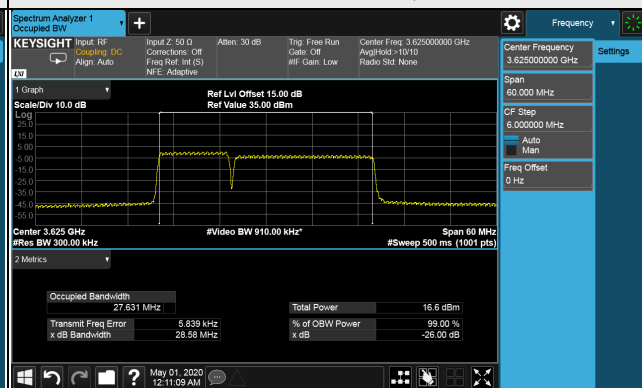 Spectrum Analyzer 1
Occupied BW
Frequency
KEYSIGHT
Input: RF
Coupling: DC
Align: Auto
Input Z: 50 Ω
Corrections: Off
Freq Ref: Int (S)
NFE: Adaptive
Atten: 30 dB
Trig: Free Run
Gate: Off
#IF Gain: Low
Center Freq: 3.625000000 GHz
Avg|Hold:>10/10
Radio Std: None
LXI
Center Frequency
3.625000000 GHz
Settings
Span
60.000 MHz
CF Step
6.000000 MHz
Auto
Man
Freq Offset
0 Hz
1 Graph
Scale/Div 10.0 dB
Ref Lvl Offset 15.00 dB
Ref Value 35.00 dBm
Log
25.0
15.0
5.00
-5.00
-15.0
-25.0
-35.0
-45.0
-55.0
Center 3.625 GHz
#Video BW 910.00 kHz*
Span 60 MHz
#Res BW 300.00 kHz
#Sweep 500 ms (1001 pts)
2 Metrics
Occupied Bandwidth
27.631 MHz
Total Power
16.6 dBm
Transmit Freq Error
5.839 kHz
% of OBW Power
99.00 %
x dB Bandwidth
28.58 MHz
x dB
-26.00 dB
May 01, 2020
12:11:09 AM